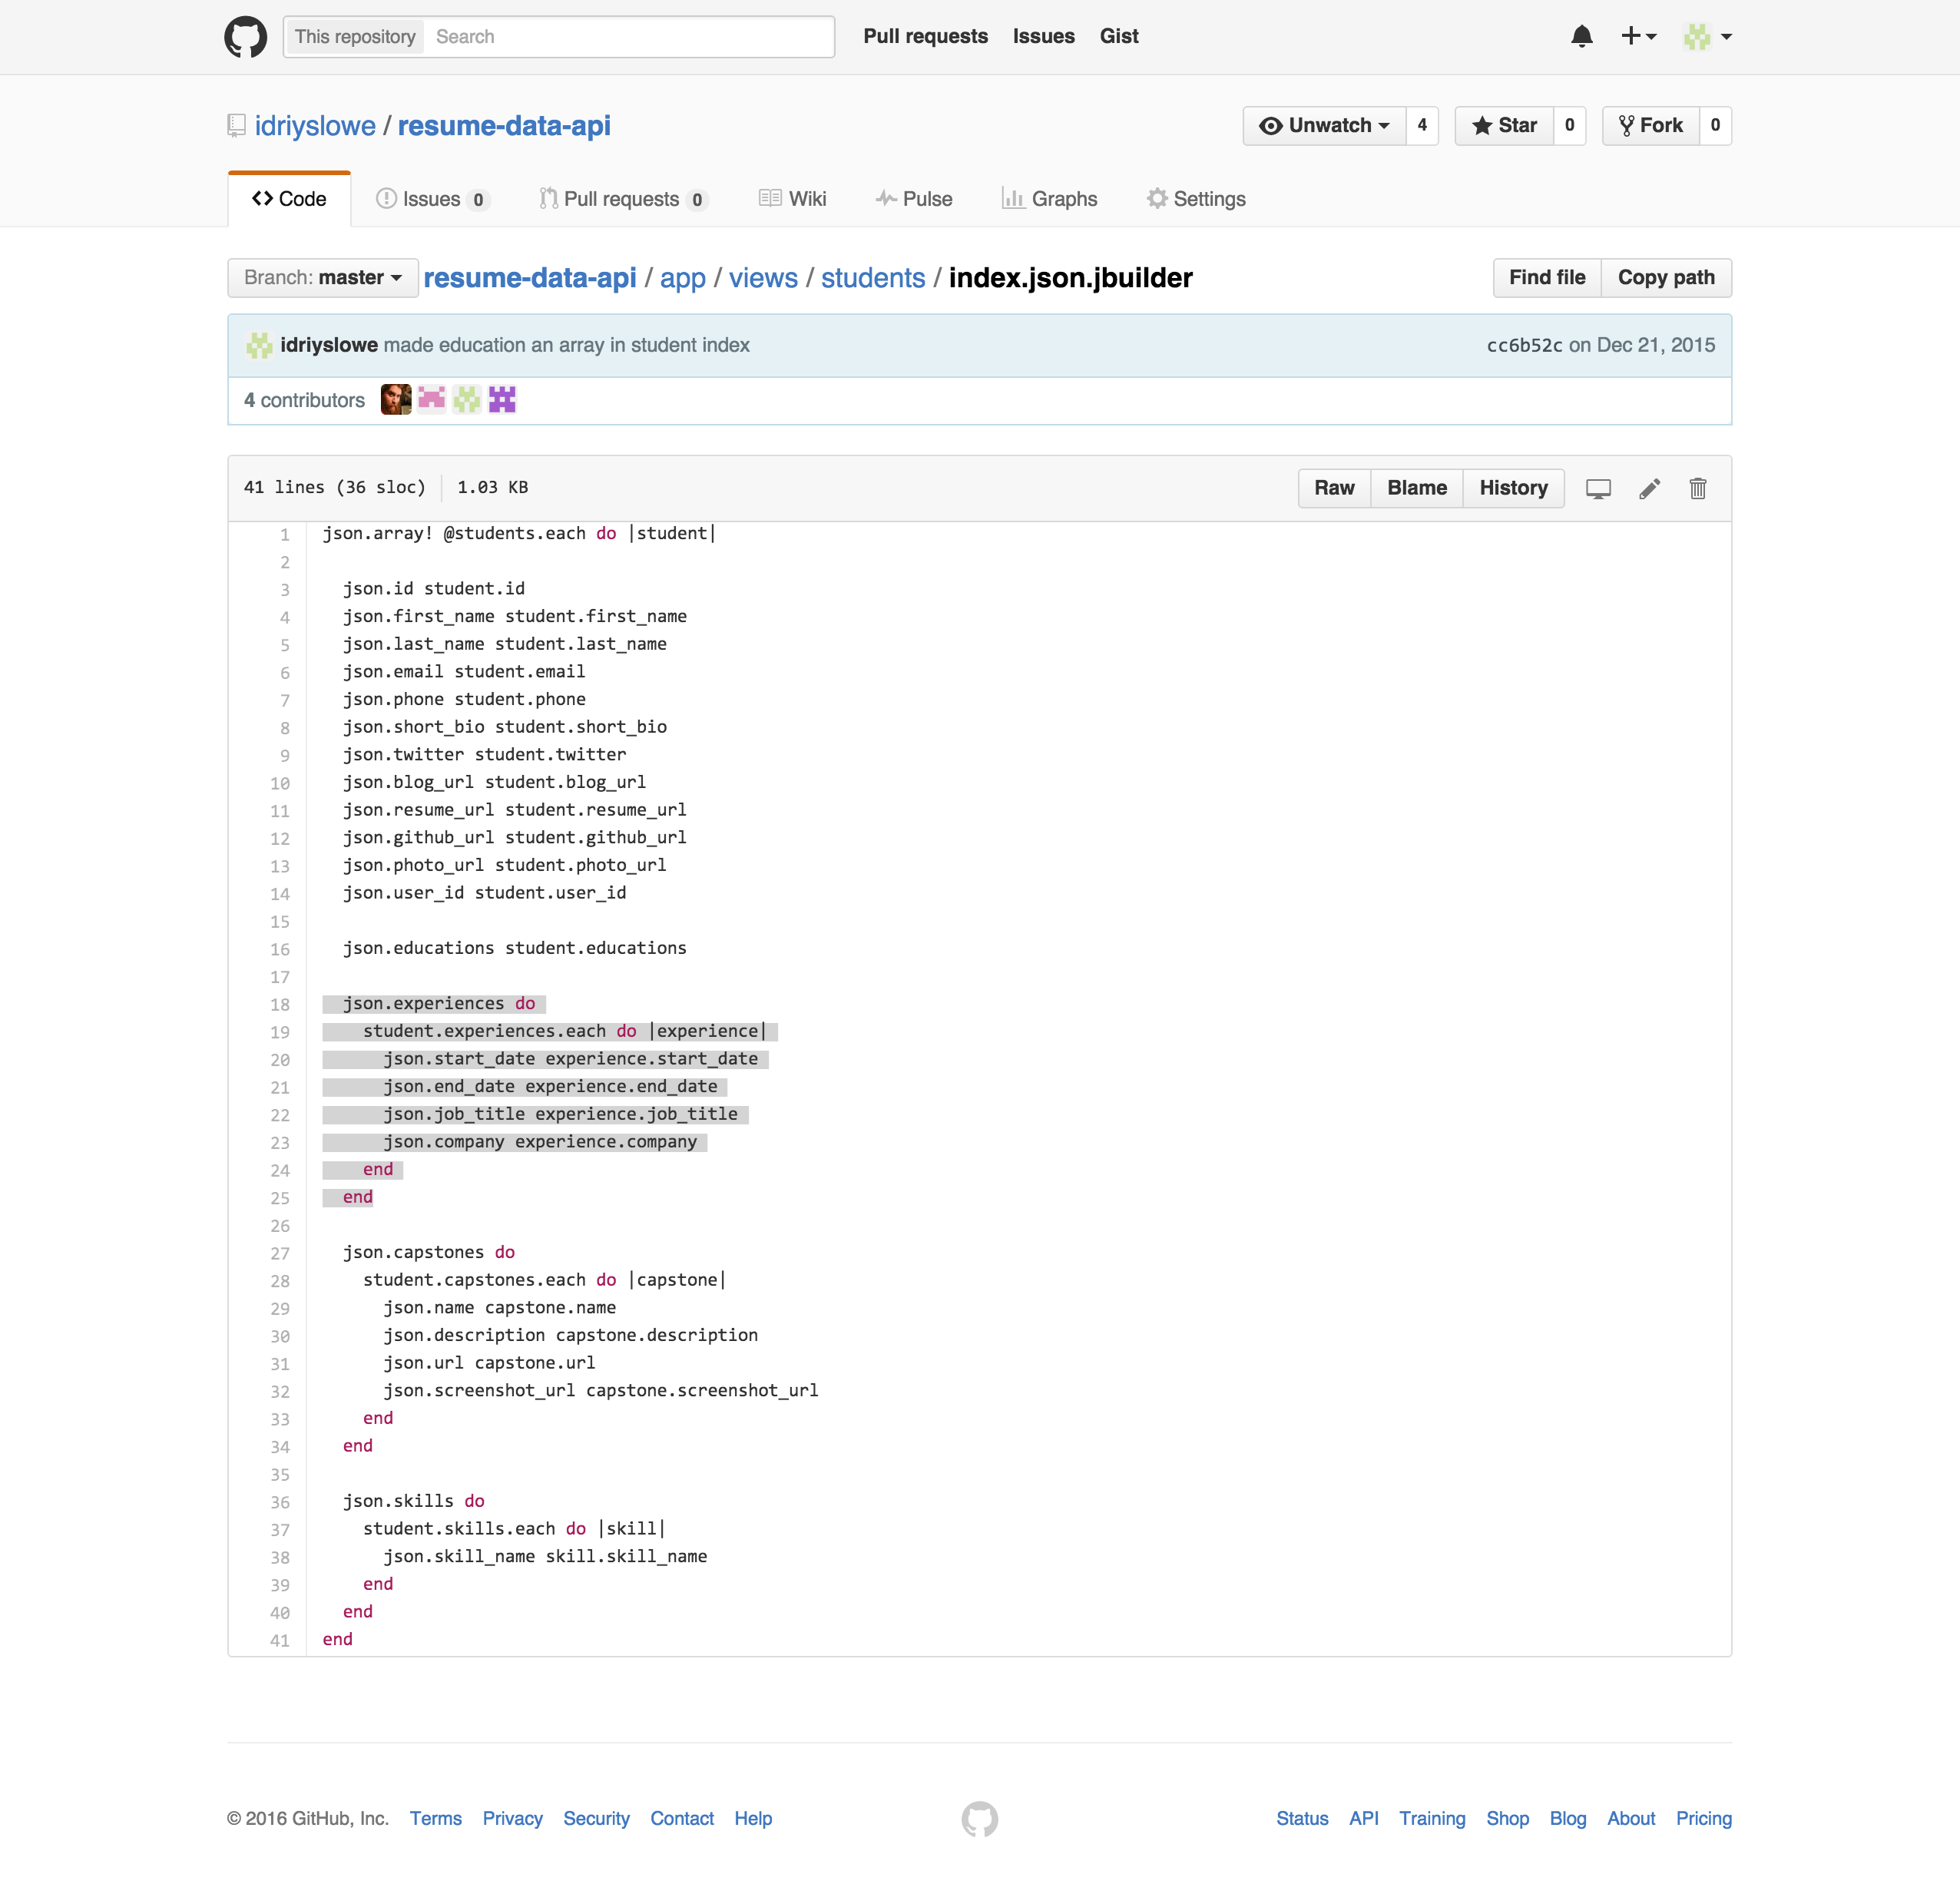 This repository Search Pull requests Issues Gist
idriyslowe / resume-data-api Unwatch 4 Star 0 Fork 0
Code Issues 0 Pull requests 0 Wiki Pulse Graphs Settings
Branch: master resume-data-api / app / views / students / index.json.jbuilder Find file Copy path
idriyslowe made education an array in student index cc6b52c on Dec 21, 2015
4 contributors
41 lines (36 sloc) 1.03 KB Raw Blame History
1 json.array! @students.each do |student|
2
3 json.id student.id
4 json.first_name student.first_name
5 json.last_name student.last_name
6 json.email student.email
7 json.phone student.phone
8 json.short_bio student.short_bio
9 json.twitter student.twitter
10 json.blog_url student.blog_url
11 json.resume_url student.resume_url
12 json.github_url student.github_url
13 json.photo_url student.photo_url
14 json.user_id student.user_id
15
16 json.educations student.educations
17
18 json.experiences do
19 student.experiences.each do |experience|
20 json.start_date experience.start_date
21 json.end_date experience.end_date
22 json.job_title experience.job_title
23 json.company experience.company
24 end
25 end
26
27 json.capstones do
28 student.capstones.each do |capstone|
29 json.name capstone.name
30 json.description capstone.description
31 json.url capstone.url
32 json.screenshot_url capstone.screenshot_url
33 end
34 end
35
36 json.skills do
37 student.skills.each do |skill|
38 json.skill_name skill.skill_name
39 end
40 end
41 end
© 2016 GitHub, Inc. Terms Privacy Security Contact Help Status API Training Shop Blog About Pricing